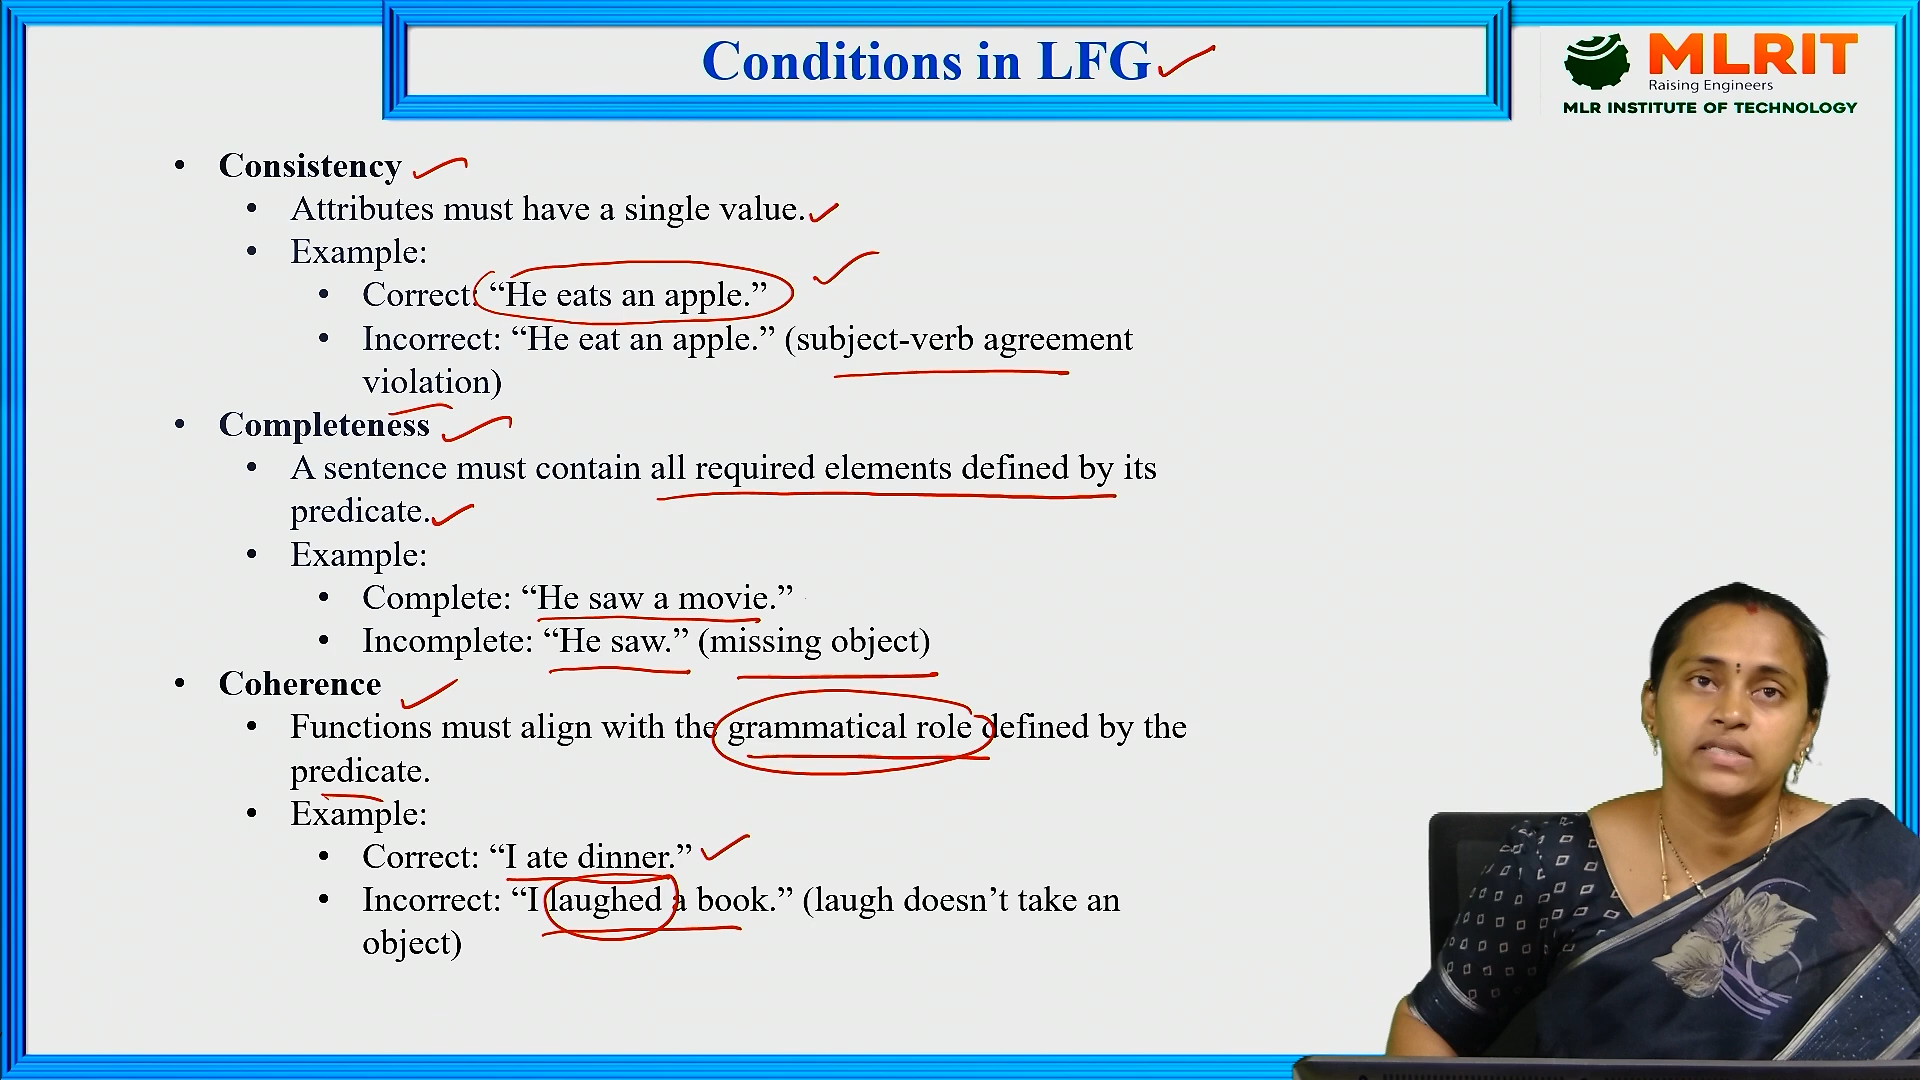 Conditions in LFG
MLRIT
Raising Engineers
MLR INSTITUTE OF TECHNOLOGY
• Consistency
• Attributes must have a single value.
• Example:
• Correct: “He eats an apple.”
• Incorrect: “He eat an apple.” (subject-verb agreement
violation)
• Completeness
• A sentence must contain all required elements defined by its
predicate.
• Example:
• Complete: “He saw a movie.”
• Incomplete: “He saw.” (missing object)
• Coherence
• Functions must align with the grammatical role defined by the
predicate.
• Example:
• Correct: “I ate dinner.”
• Incorrect: “I laughed a book.” (laugh doesn’t take an
object)